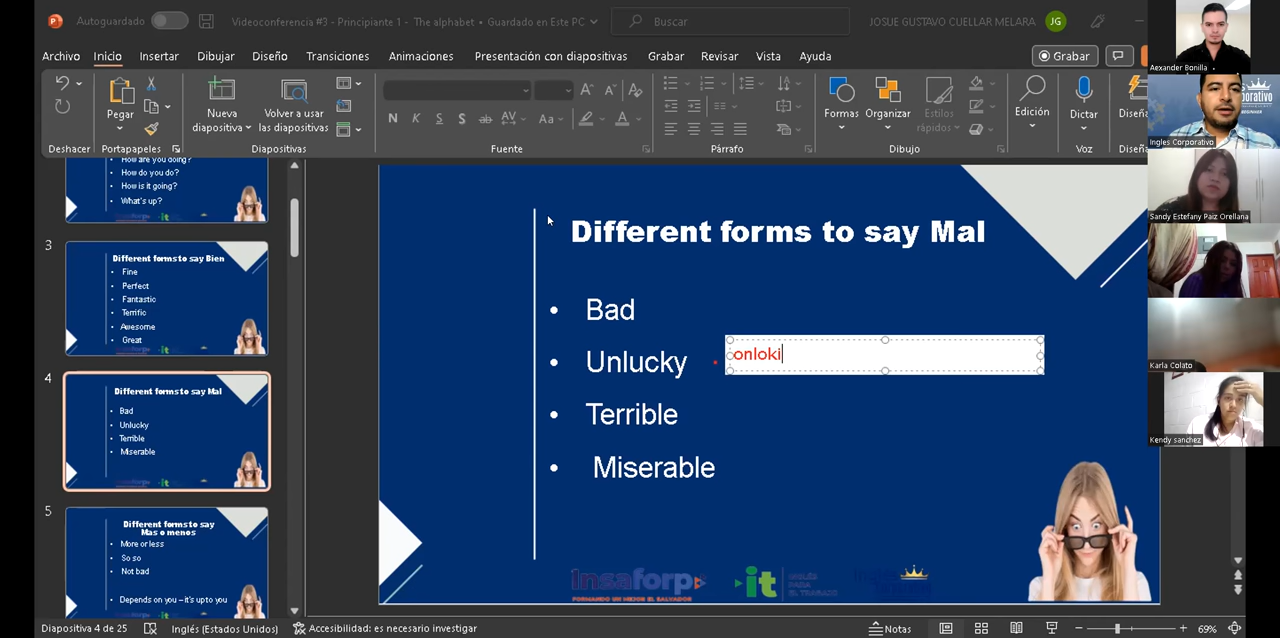 Autoguardado
Videoconferencia #3 - Principiante 1 - The alphabet • Guardado en Este PC
Buscar
JOSUE GUSTAVO CUELLAR MELARA
JG
Archivo
Inicio
Insertar
Dibujar
Diseño
Transiciones
Animaciones
Presentación con diapositivas
Grabar
Revisar
Vista
Ayuda
Grabar
Pegar
Nueva
diapositiva
Volver a usar
las diapositivas
N K S S ab AV Aa A
Formas
Organizar
Estilos
rápidos
Edición
Dictar
Diseña
Deshacer
Portapapeles
Diapositivas
Fuente
Párrafo
Dibujo
Voz
Diseña
How are you doing?
• How do you do?
• How is it going?
• What's up?
3
Different forms to say Bien
• Fine
• Perfect
• Fantastic
• Terrific
• Awesome
• Great
4
Different forms to say Mal
• Bad
• Unlucky
• Terrible
• Miserable
5
Different forms to say
Mas o menos
• More or less
• So so
• Not bad
• Depends on you – it's up to you
Different forms to say Mal
• Bad
• Unlucky
onloki
• Terrible
• Miserable
insaforp
FORMANDO UN MEJOR EL SALVADOR
it
INGLÉS
PARA
EL TRABAJO
Aexander Bonilla
Ingles Corporativo
Sandy Estefany Paiz Orellana
Karla Colato
Kendy sanchez
Diapositiva 4 de 25
Inglés (Estados Unidos)
Accesibilidad: es necesario investigar
Notas
69%